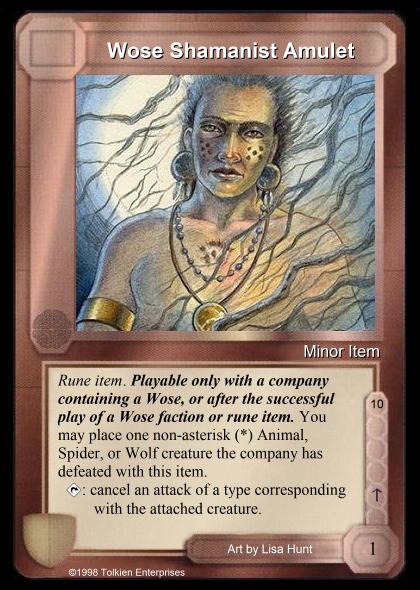 Wose Shamanist Amulet
Minor Item
Rune item. Playable only with a company
containing a Wose, or after the successful
play of a Wose faction or rune item. You
may place one non-asterisk (*) Animal,
Spider, or Wolf creature the company has
defeated with this item.
: cancel an attack of a type corresponding
with the attached creature.
10
Art by Lisa Hunt
1
©1998 Tolkien Enterprises